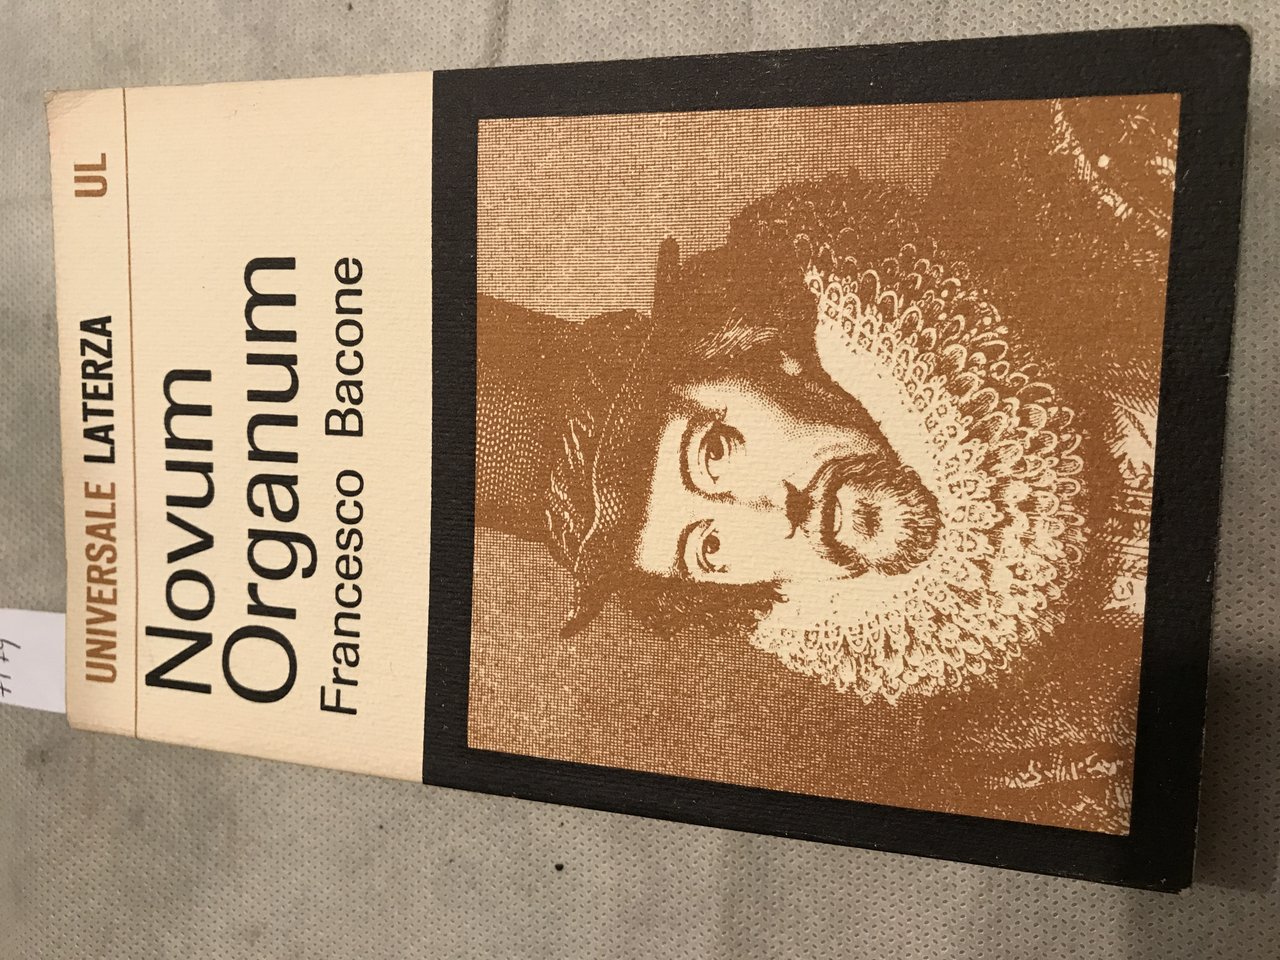 UNIVERSALE LATERZA UL
Novum
Organum
Francesco Bacone